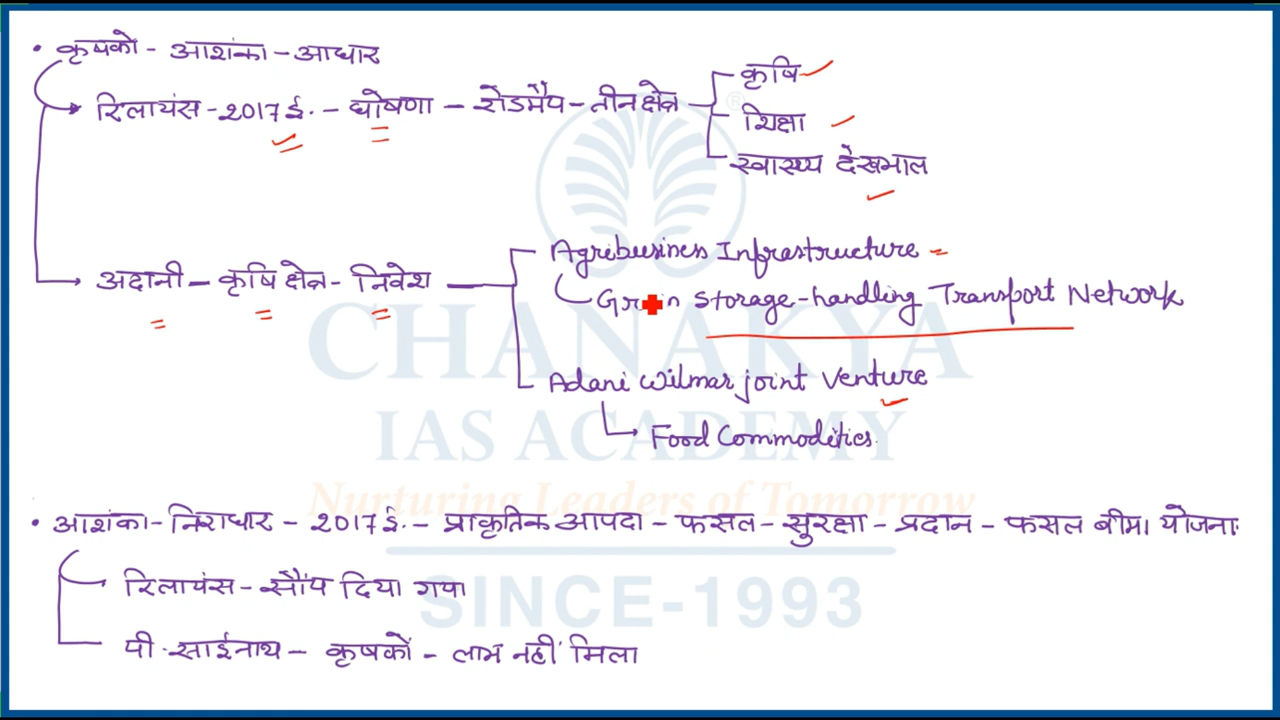 • कृषको - आशंका - आधार
रिलायंस - 2017 ई. - घोषणा - रोडमैप - तीन क्षेत्र
कृषि
शिक्षा
स्वास्थ्य देखभाल
®
अदानी - कृषि क्षेत्र - निवेश
Agribusiness Infrastructure
Storage-handling Transport Network
Adani Wilmar joint Venture
Food Commodities.
CHANAKYA
IAS ACADEMY
Nurturing Leaders of Tomorrow
SINCE-1993
• आशंका - निराधार - 2017 ई. - प्राकृतिक आपदा - फसल - सुरक्षा - प्रदान - फसल बीमा योजना
रिलायंस - सौंप दिया गया
पी. साईनाथ - कृषकों - लाभ नहीं मिला